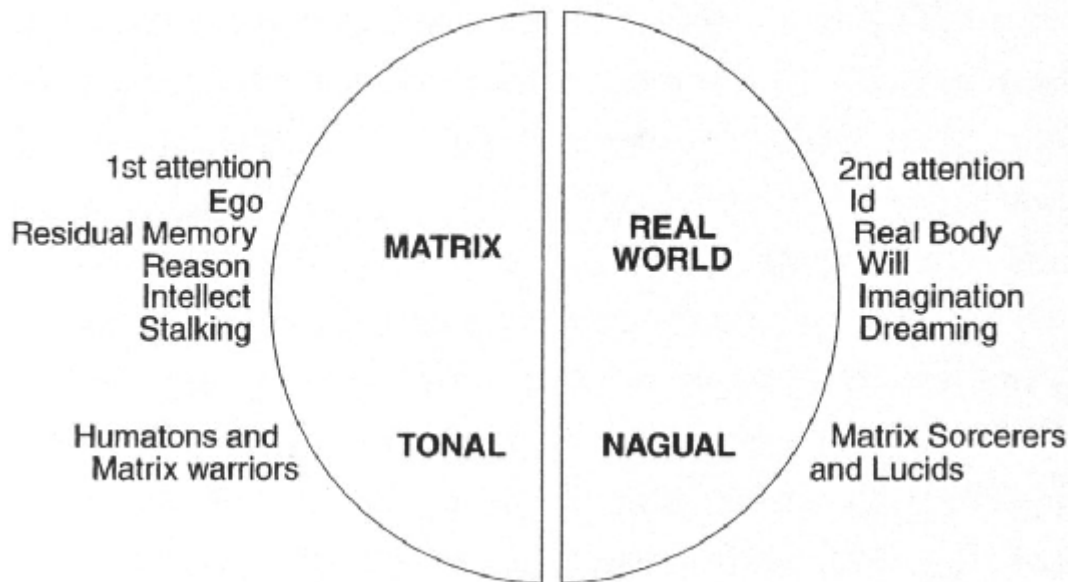 1st attention
Ego
Residual Memory
Reason
Intellect
Stalking
Humatons and
Matrix warriors
MATRIX
TONAL
REAL
WORLD
NAGUAL
2nd attention
Id
Real Body
Will
Imagination
Dreaming
Matrix Sorcerers
and Lucids